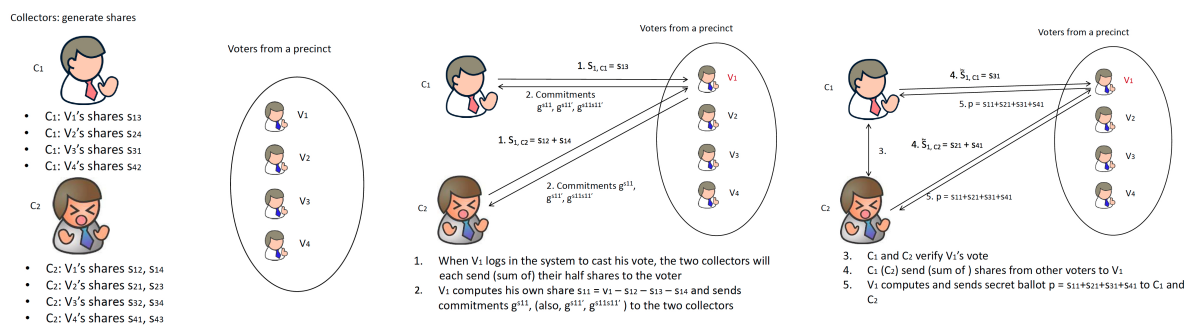 Collectors: generate shares
C₁
• C₁: V₁'s shares s₁₃
• C₁: V₂'s shares s₂₄
• C₁: V₃'s shares s₃₁
• C₁: V₄'s shares s₄₂
C₂
• C₂: V₁'s shares s₁₂, s₁₄
• C₂: V₂'s shares s₂₁, s₂₃
• C₂: V₃'s shares s₃₂, s₃₄
• C₂: V₄'s shares s₄₁, s₄₃
Voters from a precinct
V₁
V₂
V₃
V₄
Voters from a precinct
C₁
1. S₁,C₁ = s₁₃
2. Commitments
gˢ¹¹, gˢ¹¹', gˢ¹¹ˢ¹¹'
1. S₁,C₂ = s₁₂ + s₁₄
2. Commitments gˢ¹¹,
gˢ¹¹', gˢ¹¹ˢ¹¹'
C₂
V₁
V₂
V₃
V₄
1. When V₁ logs in the system to cast his vote, the two collectors will
each send (sum of) their half shares to the voter
2. V₁ computes his own share s₁₁ = v₁ – s₁₂ – s₁₃ – s₁₄ and sends
commitments gˢ¹¹, (also, gˢ¹¹', gˢ¹¹ˢ¹¹' ) to the two collectors
Voters from a precinct
C₁
4. S̃₁,C₁ = s₃₁
5. p = s₁₁+s₂₁+s₃₁+s₄₁
3.
4. S̃₁,C₂ = s₂₁ + s₄₁
5. p = s₁₁+s₂₁+s₃₁+s₄₁
C₂
V₁
V₂
V₃
V₄
3. C₁ and C₂ verify V₁'s vote
4. C₁ (C₂) send (sum of ) shares from other voters to V₁
5. V₁ computes and sends secret ballot p = s₁₁+s₂₁+s₃₁+s₄₁ to C₁ and
C₂